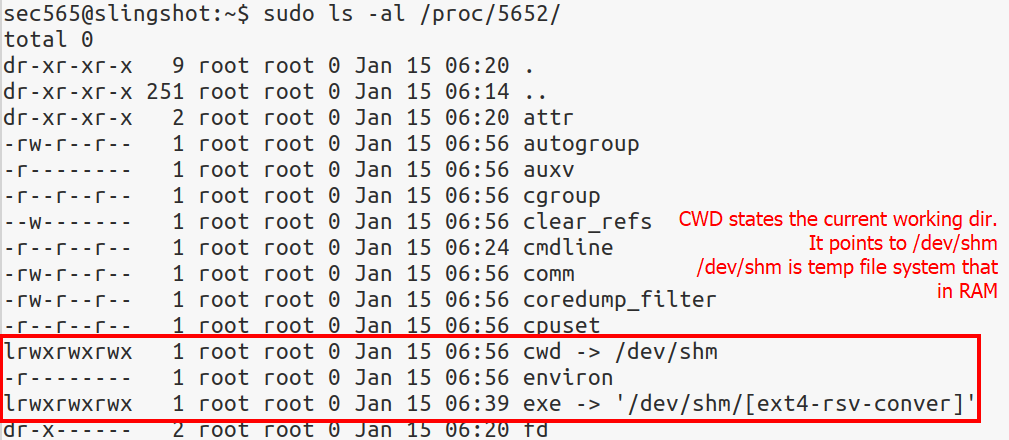 sec565@slingshot:~$ sudo ls -al /proc/5652/
total 0
dr-xr-xr-x   9 root root 0 Jan 15 06:20 .
dr-xr-xr-x 251 root root 0 Jan 15 06:14 ..
dr-xr-xr-x   2 root root 0 Jan 15 06:20 attr
-rw-r--r--   1 root root 0 Jan 15 06:56 autogroup
-r--------   1 root root 0 Jan 15 06:56 auxv
-r--r--r--   1 root root 0 Jan 15 06:56 cgroup
--w-------   1 root root 0 Jan 15 06:56 clear_refs
-r--r--r--   1 root root 0 Jan 15 06:24 cmdline
-rw-r--r--   1 root root 0 Jan 15 06:56 comm
-rw-r--r--   1 root root 0 Jan 15 06:56 coredump_filter
-r--r--r--   1 root root 0 Jan 15 06:56 cpuset
lrwxrwxrwx   1 root root 0 Jan 15 06:56 cwd -> /dev/shm
-r--------   1 root root 0 Jan 15 06:56 environ
lrwxrwxrwx   1 root root 0 Jan 15 06:39 exe -> '/dev/shm/[ext4-rsv-conver]'
dr-x------   2 root root 0 Jan 15 06:20 fd
CWD states the current working dir.
It points to /dev/shm
/dev/shm is temp file system that
in RAM